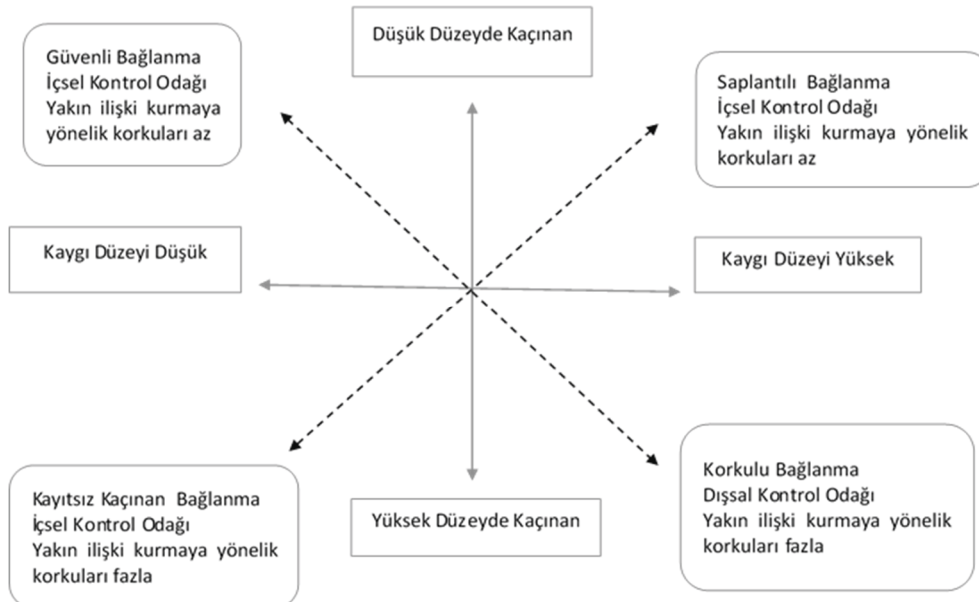 Düşük Düzeyde Kaçınan
Güvenli Bağlanma
İçsel Kontrol Odağı
Yakın ilişki kurmaya
yönelik korkuları az
Saplantılı Bağlanma
İçsel Kontrol Odağı
Yakın ilişki kurmaya yönelik
korkuları az
Kaygı Düzeyi Düşük
Kaygı Düzeyi Yüksek
Kayıtsız Kaçınan Bağlanma
İçsel Kontrol Odağı
Yakın ilişki kurmaya yönelik
korkuları fazla
Yüksek Düzeyde Kaçınan
Korkulu Bağlanma
Dışsal Kontrol Odağı
Yakın ilişki kurmaya yönelik
korkuları fazla